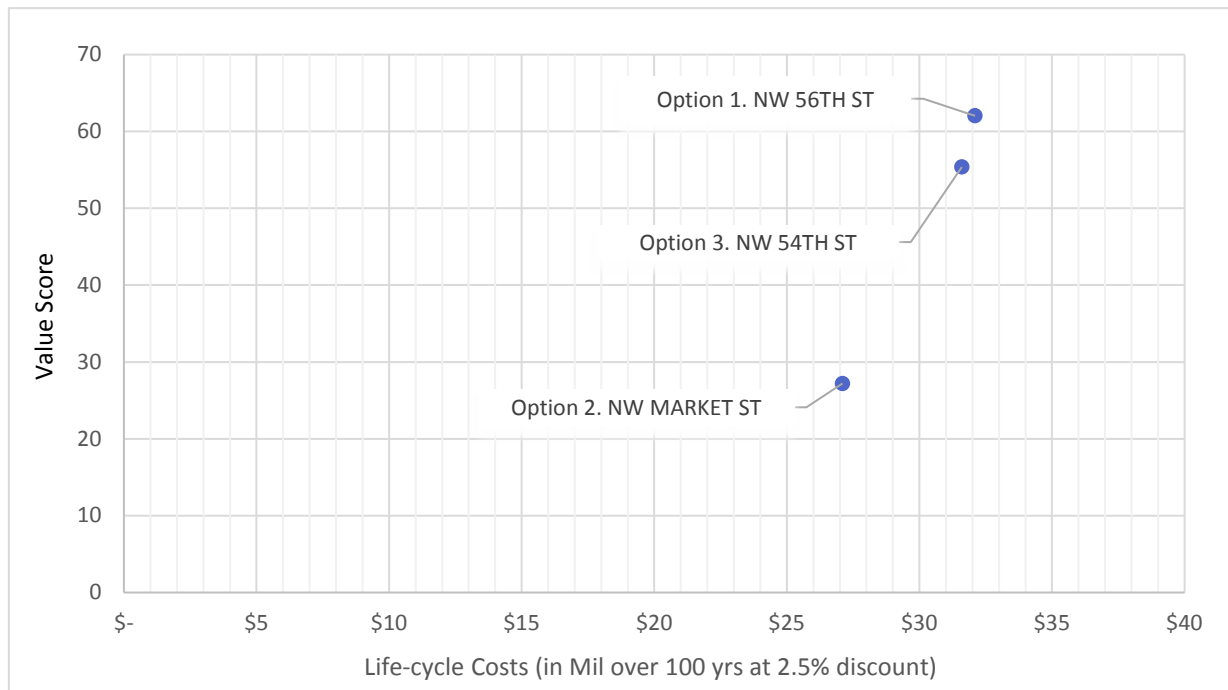 70
60
50
40
30
20
10
0
Value Score
Option 1. NW 56TH ST
Option 3. NW 54TH ST
Option 2. NW MARKET ST
$- $5 $10 $15 $20 $25 $30 $35 $40
Life-cycle Costs (in Mil over 100 yrs at 2.5% discount)